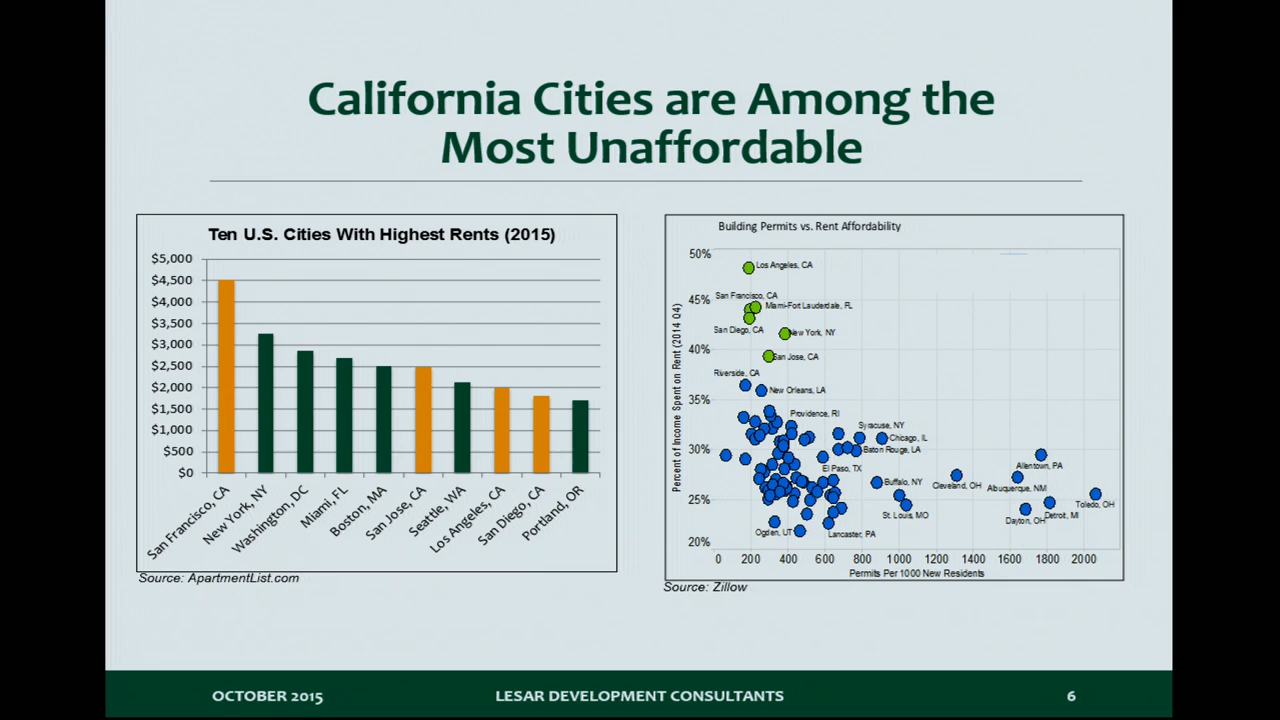 California Cities are Among the
Most Unaffordable
Ten U.S. Cities With Highest Rents (2015)
$5,000
$4,500
$4,000
$3,500
$3,000
$2,500
$2,000
$1,500
$1,000
$500
$0
San Francisco, CA
New York, NY
Washington, DC
Miami, FL
Boston, MA
San Jose, CA
Seattle, WA
Los Angeles, CA
San Diego, CA
Portland, OR
Source: ApartmentList.com
Building Permits vs. Rent Affordability
Percent of Income Spent on Rent (2014 Q4)
50%
45%
40%
35%
30%
25%
20%
Los Angeles, CA
San Francisco, CA
Miami-Fort Lauderdale, FL
San Diego, CA
New York, NY
San Jose, CA
Riverside, CA
New Orleans, LA
Providence, RI
Syracuse, NY
Chicago, IL
Baton Rouge, LA
El Paso, TX
Allentown, PA
Buffalo, NY
Cleveland, OH
Albuquerque, NM
Toledo, OH
St. Louis, MO
Dayton, OH
Detroit, MI
Ogden, UT
Lancaster, PA
0 200 400 600 800 1000 1200 1400 1600 1800 2000
Permits Per 1000 New Residents
Source: Zillow
OCTOBER 2015
LESAR DEVELOPMENT CONSULTANTS
6